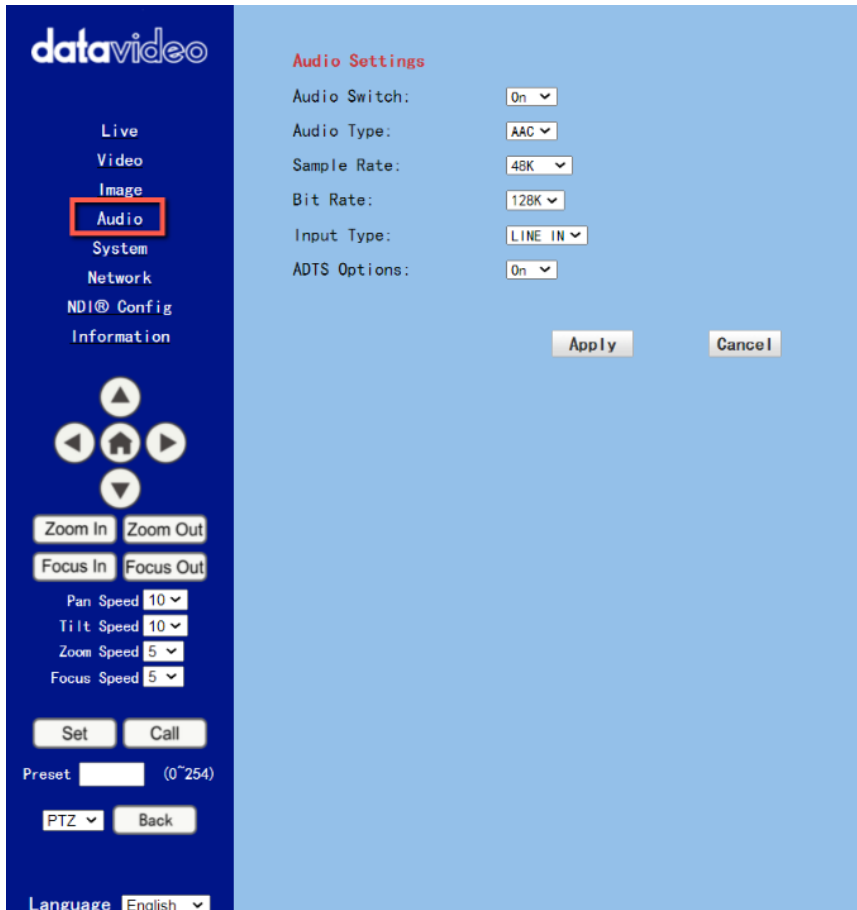 datavideo
Live
Video
Image
Audio
System
Network
NDI® Config
Information
Zoom In Zoom Out
Focus In Focus Out
Pan Speed 10
Tilt Speed 10
Zoom Speed 5
Focus Speed 5
Set Call
Preset (0~254)
PTZ Back
Language English
Audio Settings
Audio Switch: On
Audio Type: AAC
Sample Rate: 48K
Bit Rate: 128K
Input Type: LINE IN
ADTS Options: On
Apply Cancel